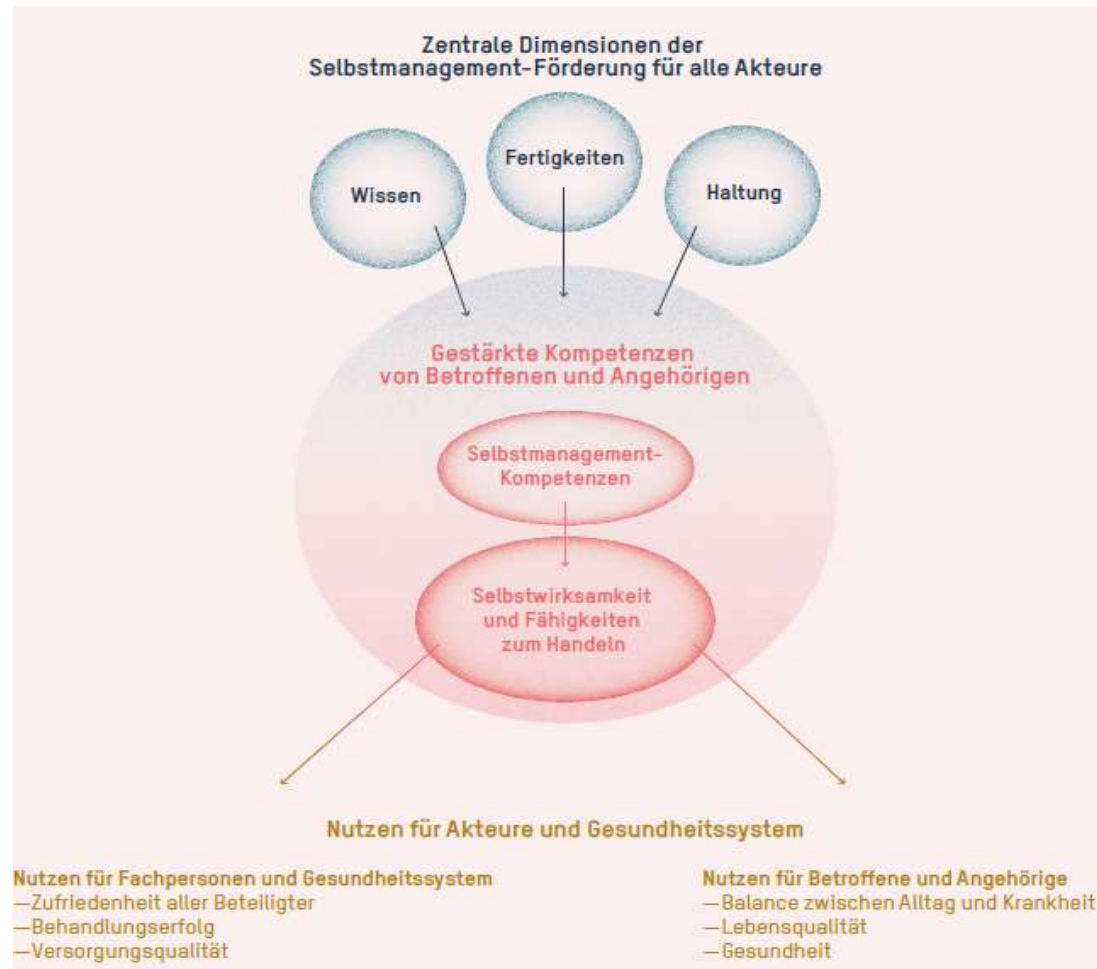 Zentrale Dimensionen der
Selbstmanagement-Förderung für alle Akteure
Wissen
Fertigkeiten
Haltung
Gestärkte Kompetenzen
von Betroffenen und Angehörigen
Selbstmanagement-
Kompetenzen
Selbstwirksamkeit
und Fähigkeiten
zum Handeln
Nutzen für Akteure und Gesundheitssystem
Nutzen für Fachpersonen und Gesundheitssystem
—Zufriedenheit aller Beteiligter
—Behandlungserfolg
—Versorgungsqualität
Nutzen für Betroffene und Angehörige
—Balance zwischen Alltag und Krankheit
—Lebensqualität
—Gesundheit